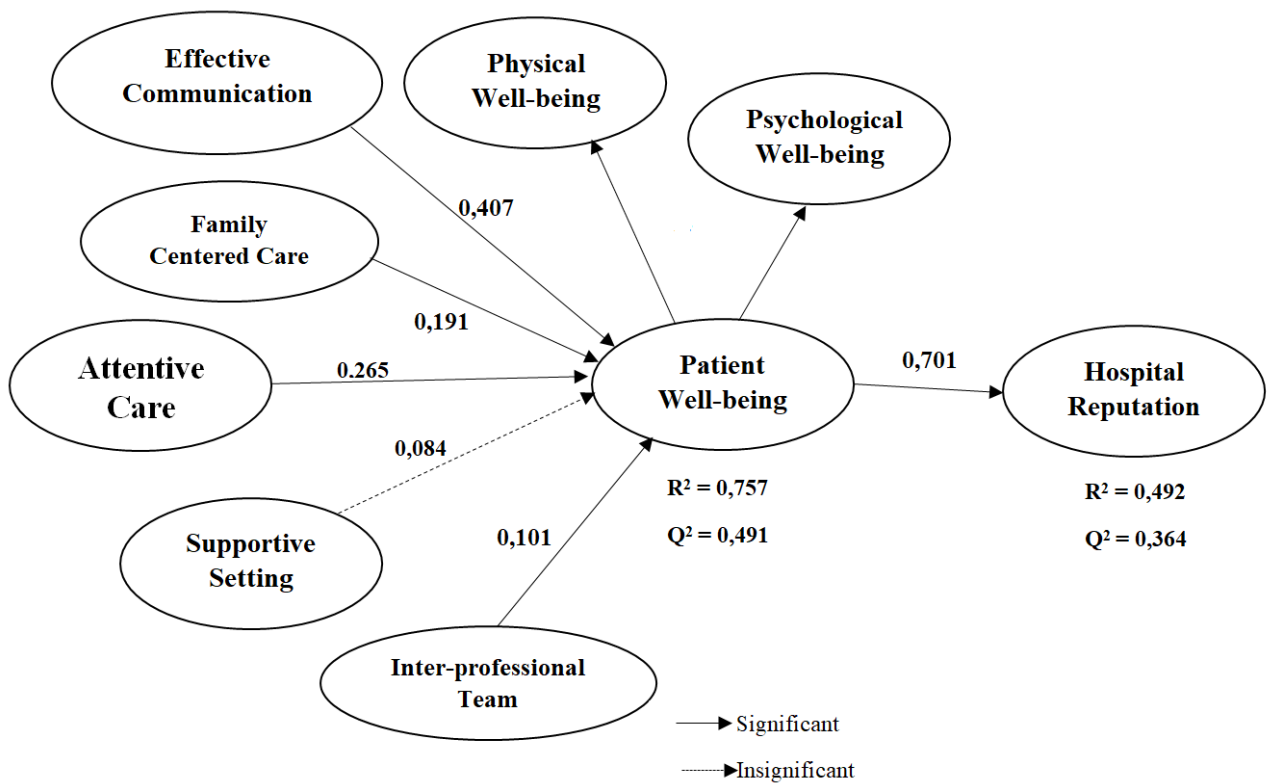 Effective
Communication
Physical
Well-being
Psychological
Well-being
0,407
Family
Centered Care
0,191
Attentive
Care
0.265
Patient
Well-being
0,701
Hospital
Reputation
0,084
R² = 0,757
Q² = 0,491
R² = 0,492
Q² = 0,364
Supportive
Setting
0,101
Inter-professional
Team
Significant
Insignificant